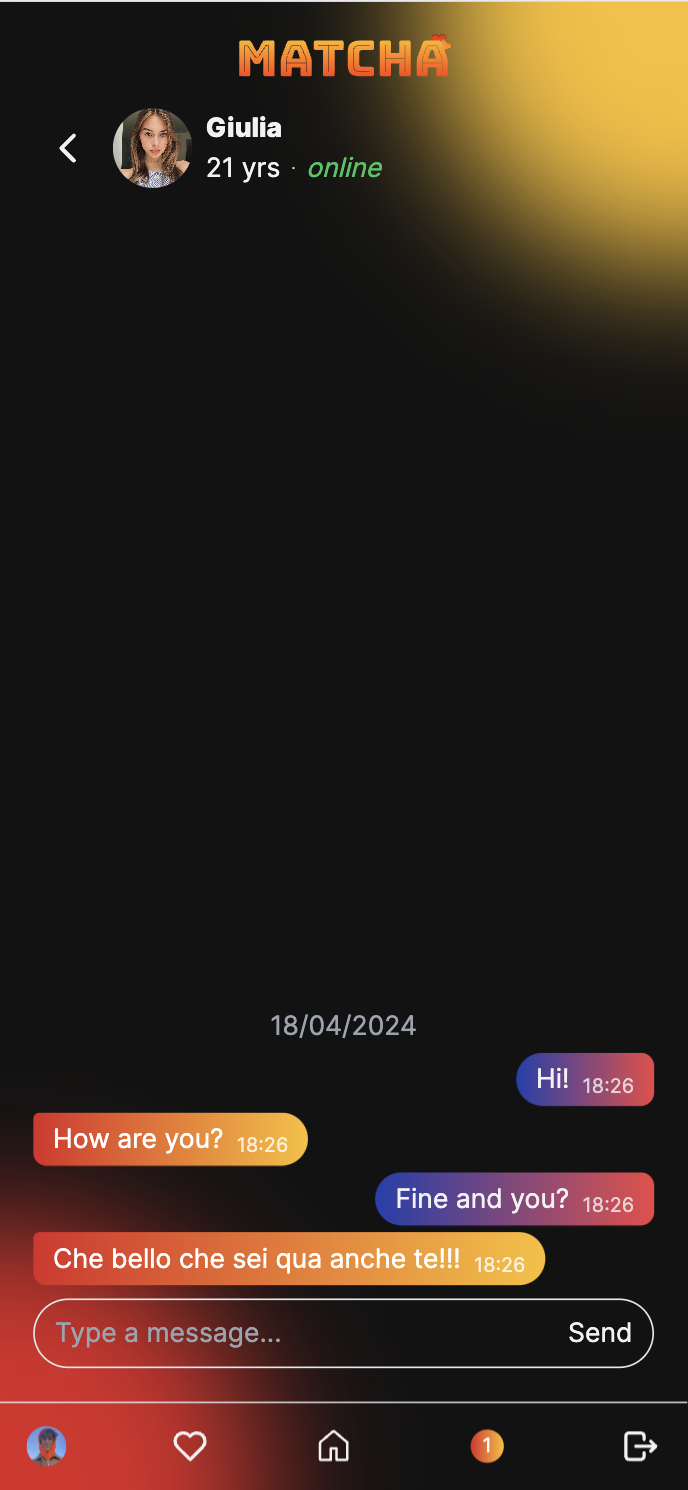 MATCHA
Giulia
21 yrs · online
18/04/2024
Hi! 18:26
How are you? 18:26
Fine and you? 18:26
Che bello che sei qua anche te!!! 18:26
Type a message... Send
1